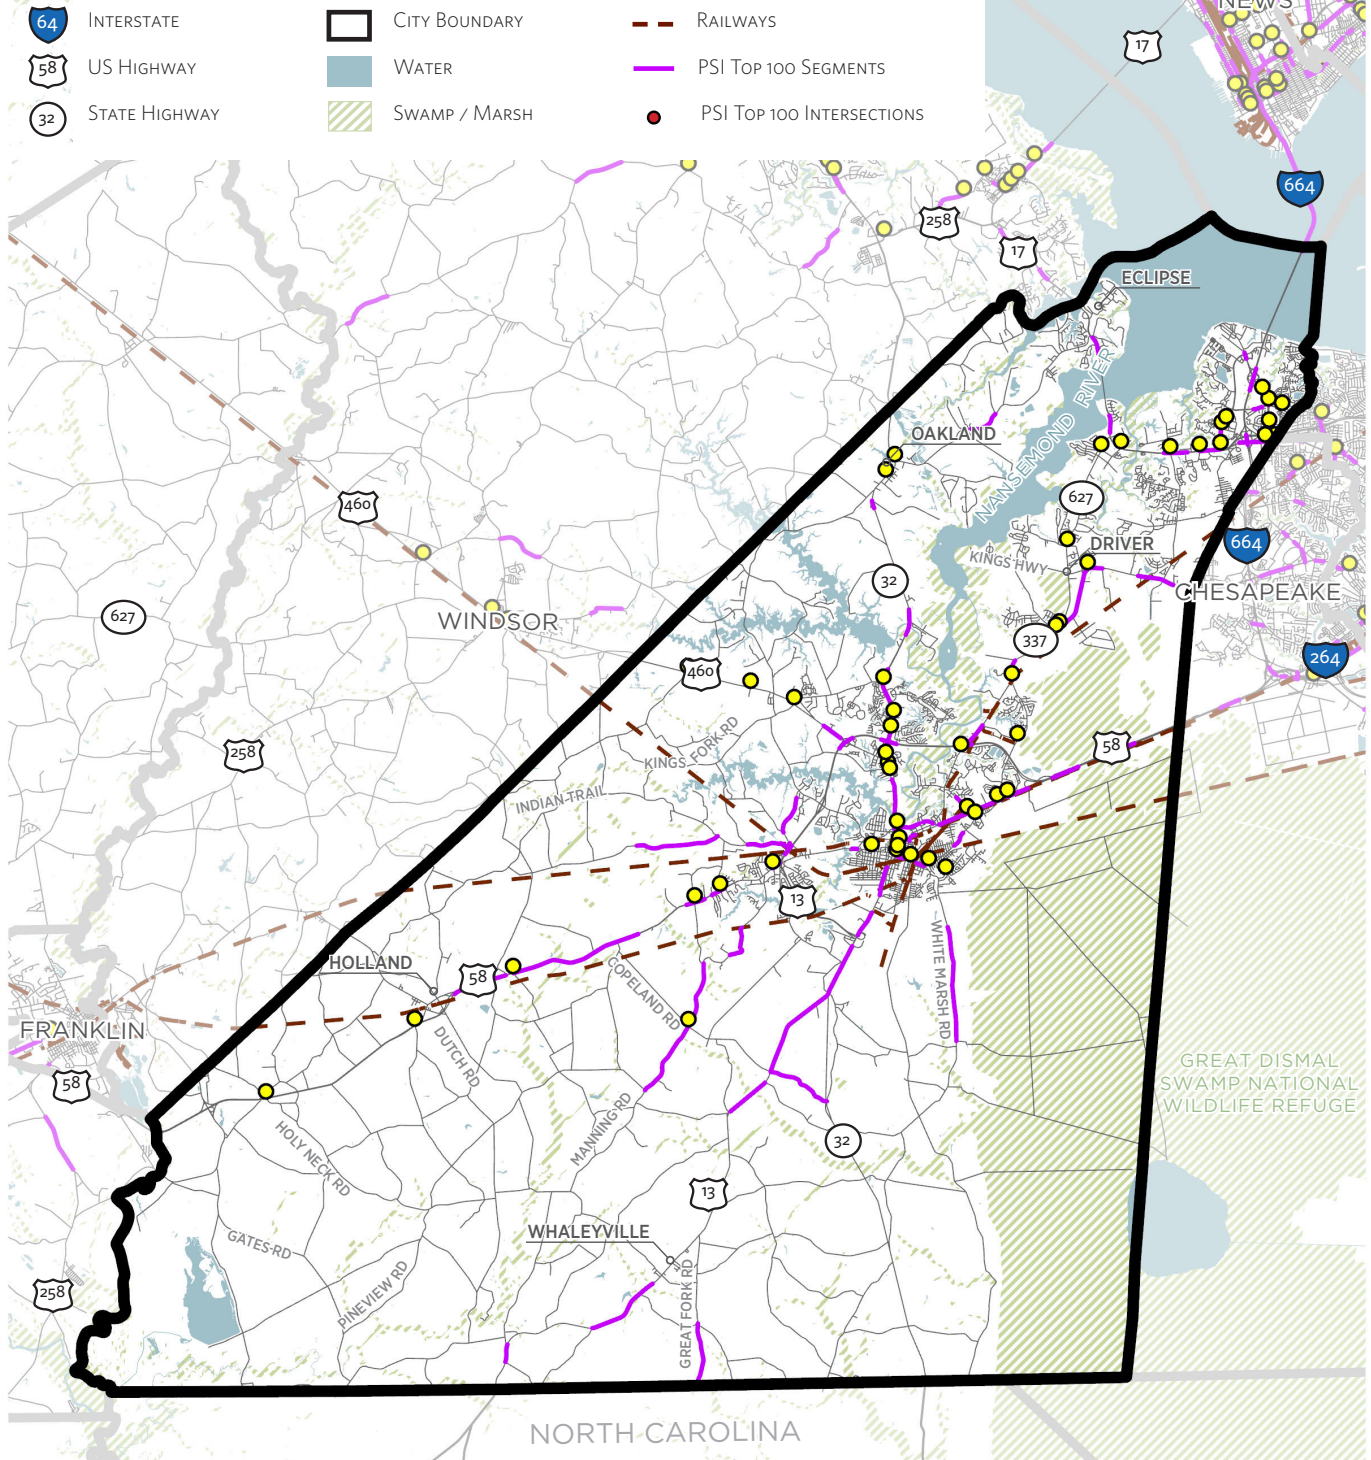 64 INTERSTATE
CITY BOUNDARY
RAILWAYS
58 US HIGHWAY
WATER
PSI TOP 100 SEGMENTS
32 STATE HIGHWAY
SWAMP / MARSH
PSI TOP 100 INTERSECTIONS
NEWS
17
664
258
17
ECLIPSE
NANSEMOND RIVER
OAKLAND
460
627
664
DRIVER
KINGS HWY
32
CHESAPEAKE
627
WINDSOR
337
264
460
258
KINGS FORK RD
58
INDIAN TRAIL
13
HOLLAND
58
COPELAND RD
WHITE MARSH RD
FRANKLIN
58
DUTCH RD
GREAT DISMAL
SWAMP NATIONAL
WILDLIFE REFUGE
MANNING RD
32
HOLY NECK RD
13
WHALEYVILLE
GATES RD
PINEVIEW RD
GREAT FORK RD
258
NORTH CAROLINA